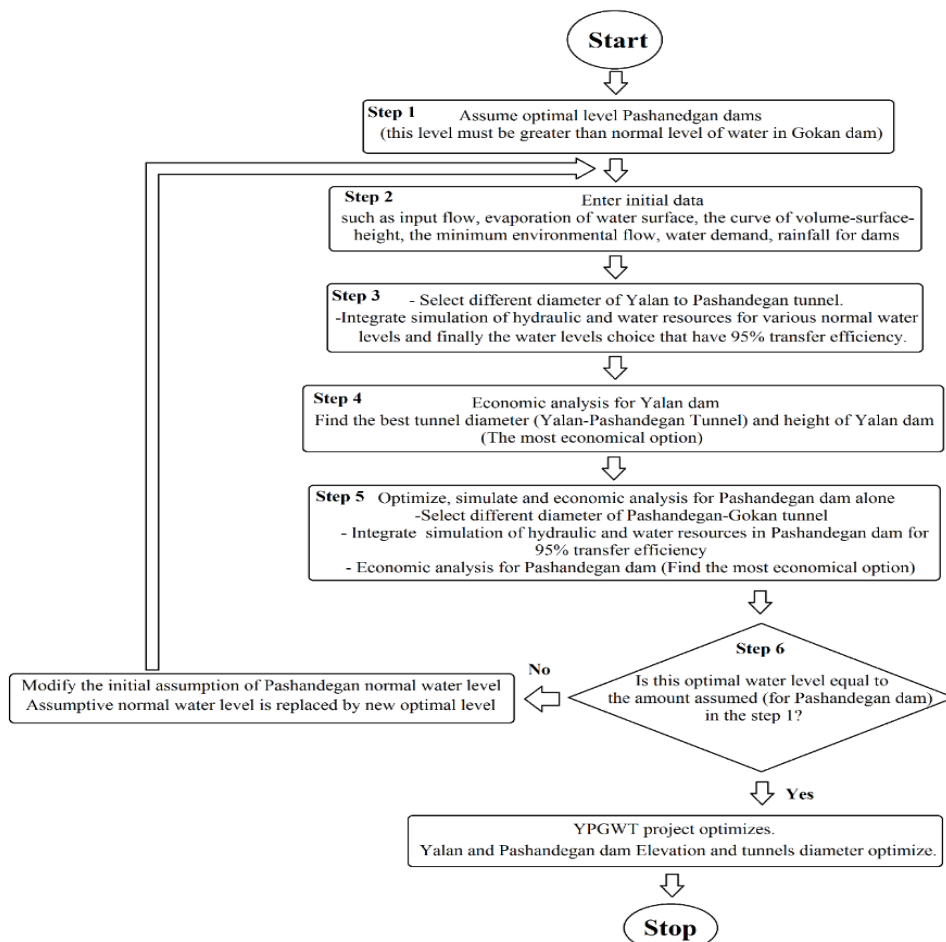 Start
Step 1
Assume optimal level Pashanedgan dams
(this level must be greater than normal level of water in Gokan dam)
Step 2
Enter initial data
such as input flow, evaporation of water surface, the curve of volume-surface-
height, the minimum environmental flow, water demand, rainfall for dams
Step 3 - Select different diameter of Yalan to Pashandegan tunnel.
-Integrate simulation of hydraulic and water resources for various normal water
levels and finally the water levels choice that have 95% transfer efficiency.
Step 4
Economic analysis for Yalan dam
Find the best tunnel diameter (Yalan-Pashandegan Tunnel) and height of Yalan dam
(The most economical option)
Step 5 Optimize, simulate and economic analysis for Pashandegan dam alone
-Select different diameter of Pashandegan-Gokan tunnel
- Integrate simulation of hydraulic and water resources in Pashandegan dam for
95% transfer efficiency
- Economic analysis for Pashandegan dam (Find the most economical option)
Step 6
Is this optimal water level equal to
the amount assumed (for Pashandegan dam)
in the step 1?
No
Modify the initial assumption of Pashandegan normal water level
Assumptive normal water level is replaced by new optimal level
Yes
YPGWT project optimizes.
Yalan and Pashandegan dam Elevation and tunnels diameter optimize.
Stop